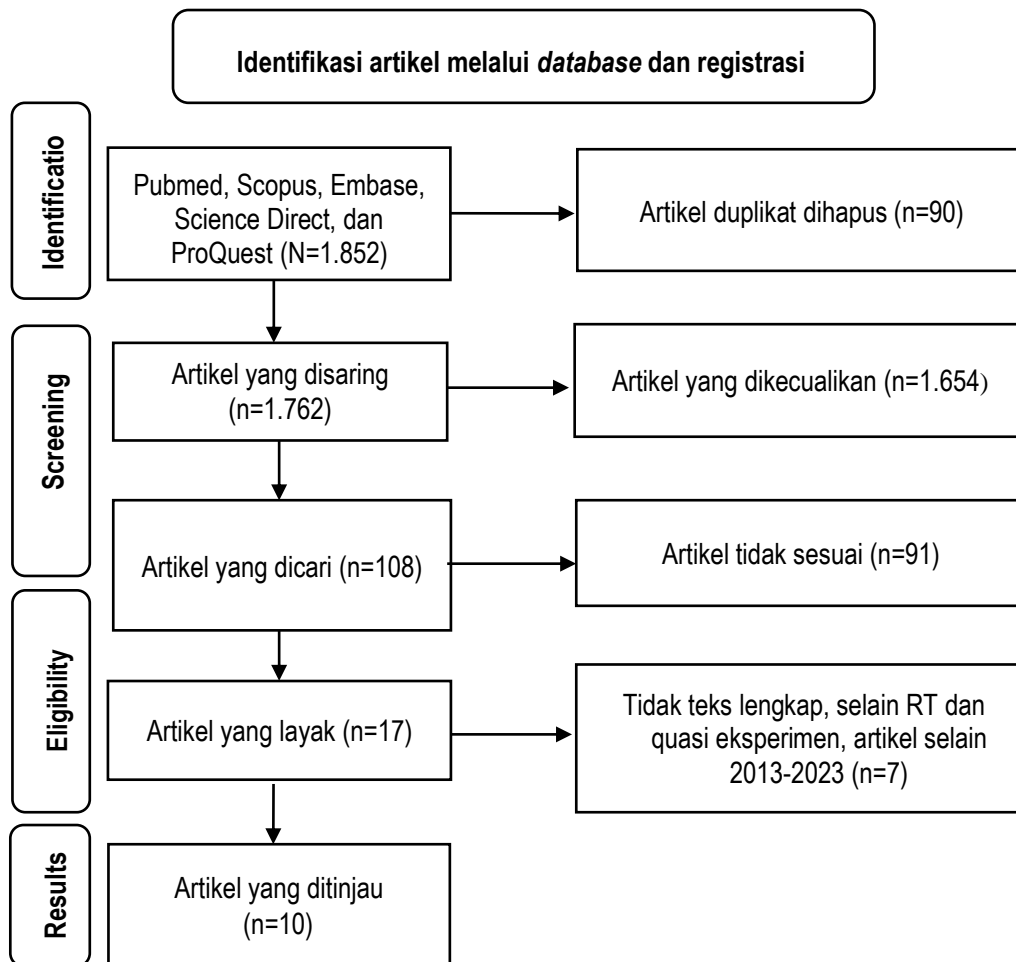 Identifikasi artikel melalui database dan registrasi
Identificatio
Pubmed, Scopus, Embase,
Science Direct, dan
ProQuest (N=1.852)
Artikel duplikat dihapus (n=90)
Screening
Artikel yang disaring
(n=1.762)
Artikel yang dikecualikan (n=1.654)
Artikel yang dicari (n=108)
Artikel tidak sesuai (n=91)
Eligibility
Artikel yang layak (n=17)
Tidak teks lengkap, selain RT dan
quasi eksperimen, artikel selain
2013-2023 (n=7)
Results
Artikel yang ditinjau
(n=10)